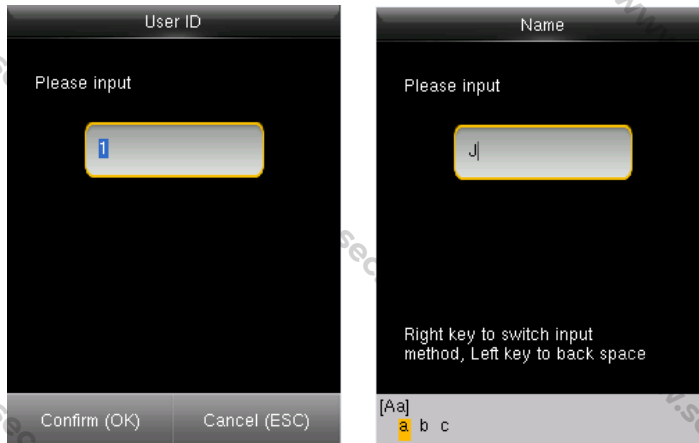 User ID
Please input
1
Confirm (OK)
Cancel (ESC)
Name
Please input
J
Right key to switch input
method, Left key to back space
[Aa]
a b c